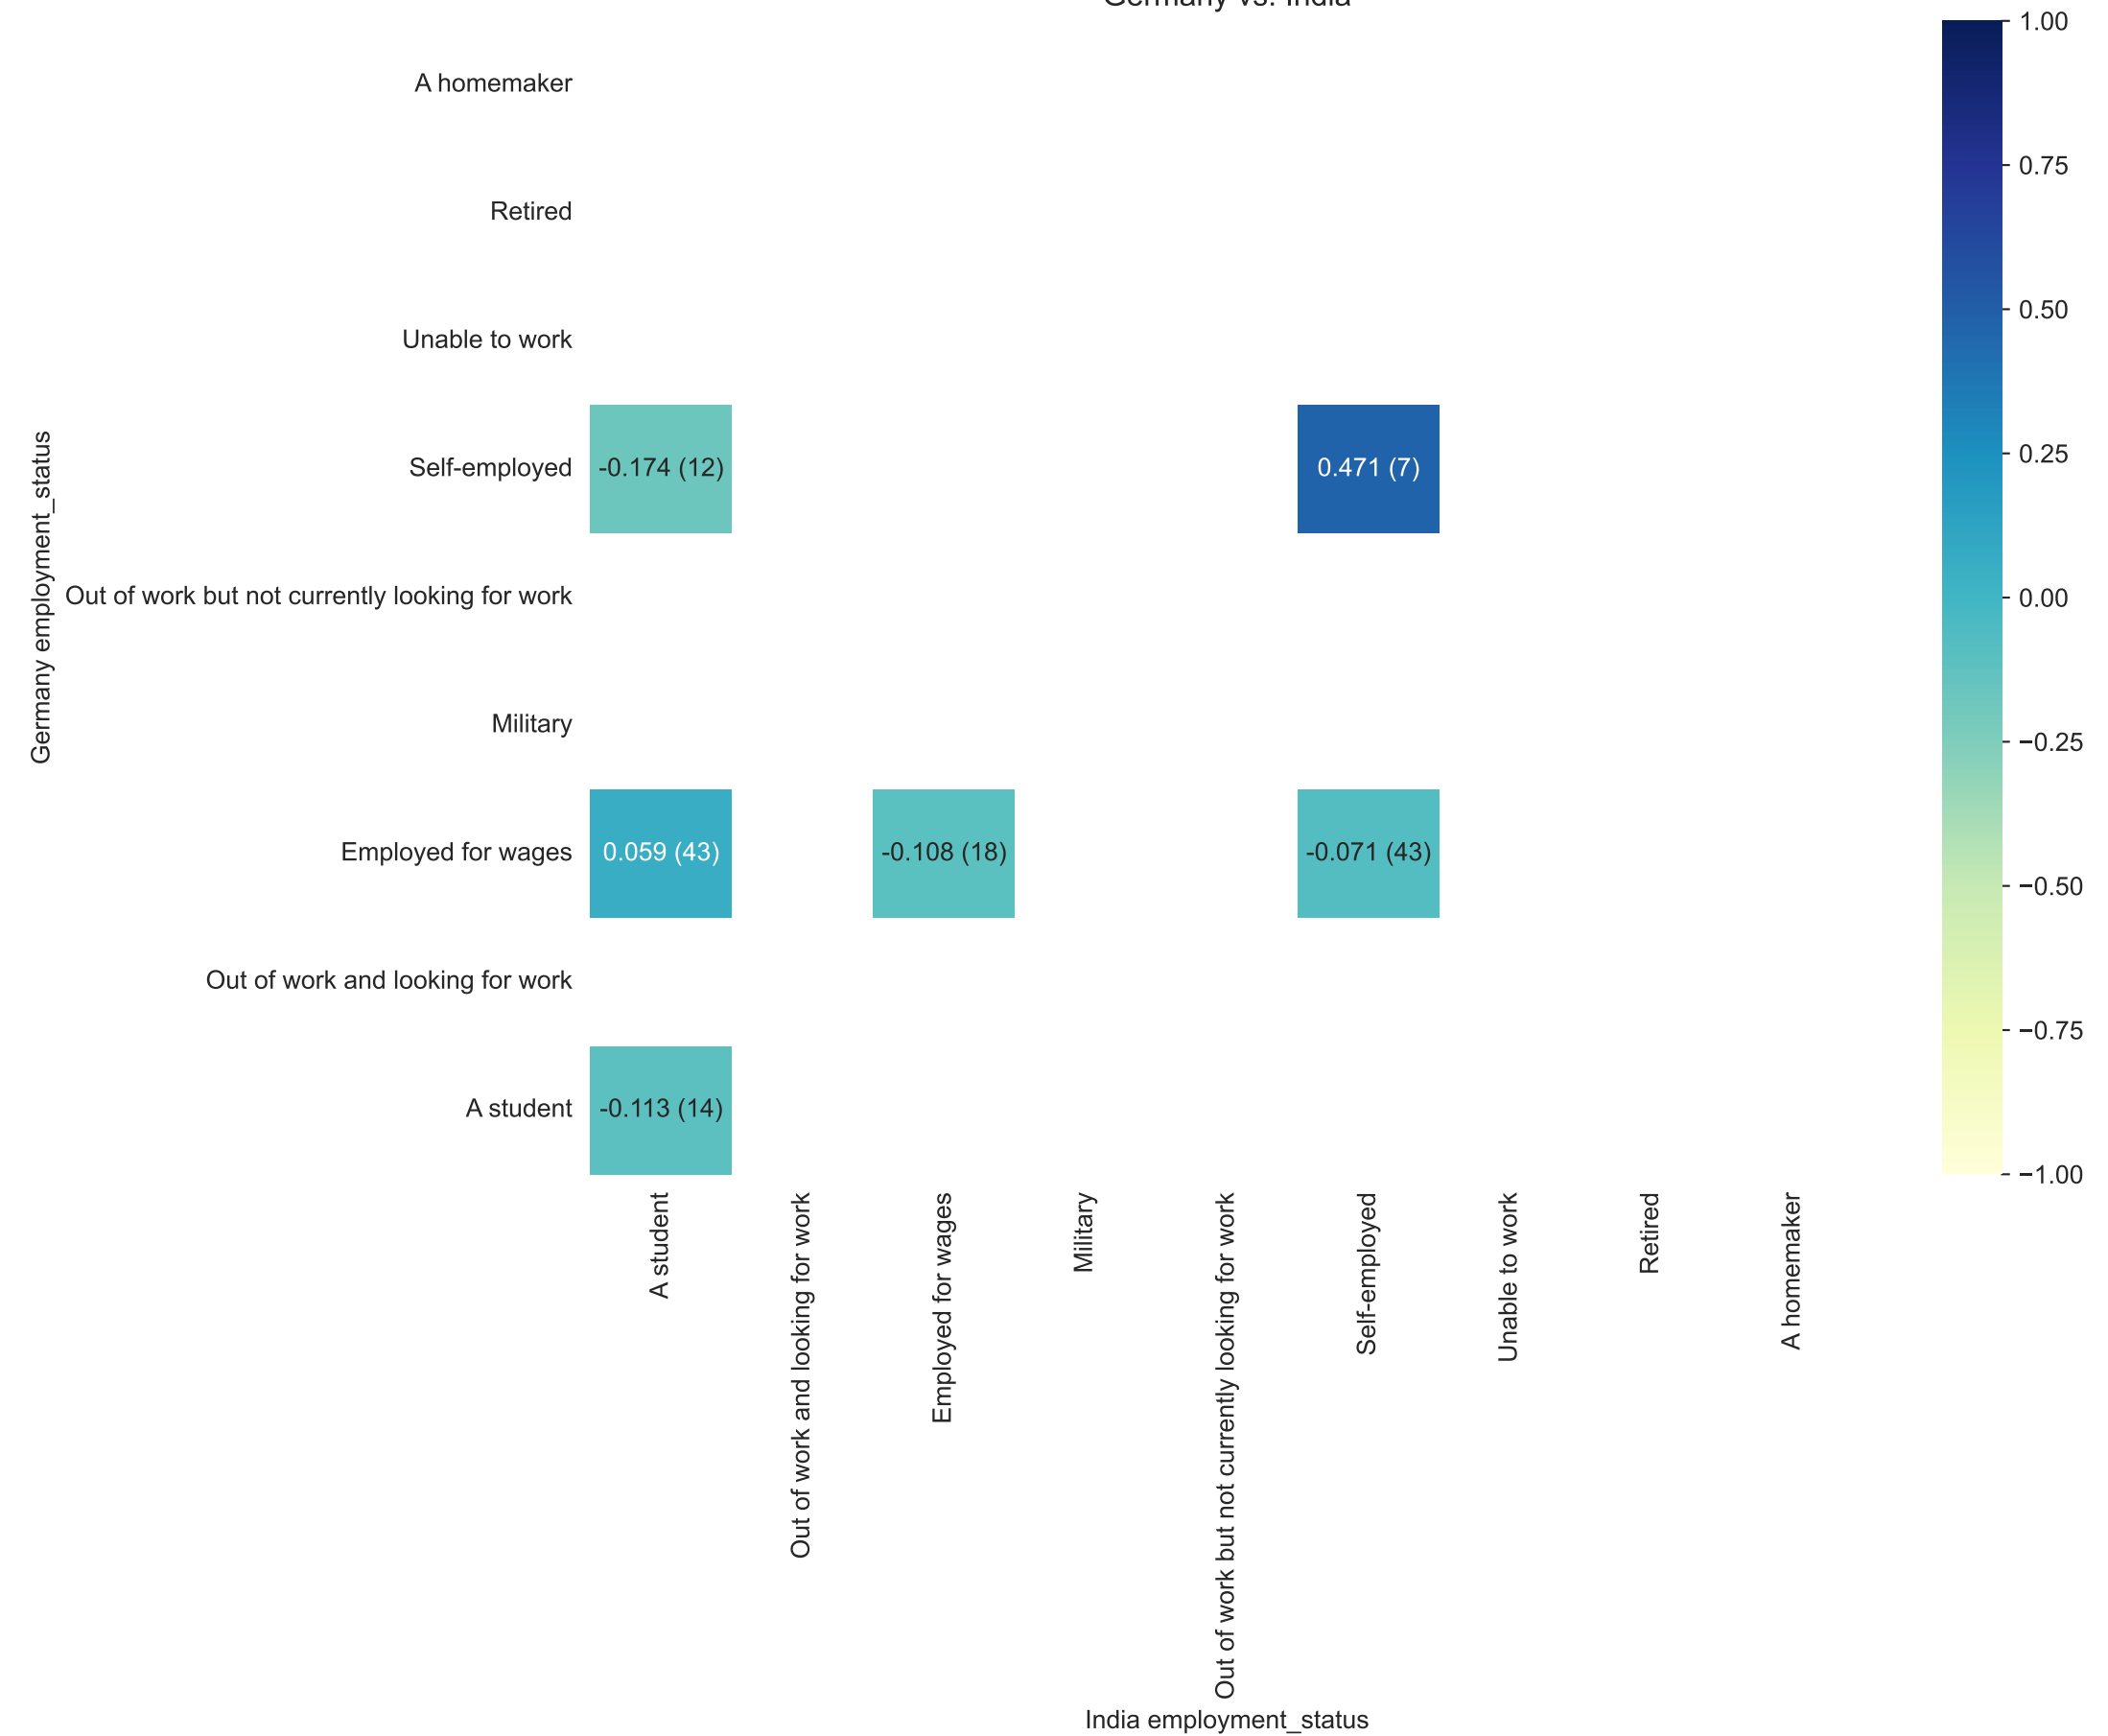 Germany vs. India
A homemaker
Retired
Unable to work
Self-employed
Out of work but not currently looking for work
Military
Employed for wages
Out of work and looking for work
A student
Germany employment_status
-0.174 (12)
0.471 (7)
0.059 (43)
-0.108 (18)
-0.071 (43)
-0.113 (14)
A student
Out of work and looking for work
Employed for wages
Military
Out of work but not currently looking for work
Self-employed
Unable to work
Retired
A homemaker
India employment_status
1.00
0.75
0.50
0.25
0.00
−0.25
−0.50
−0.75
−1.00